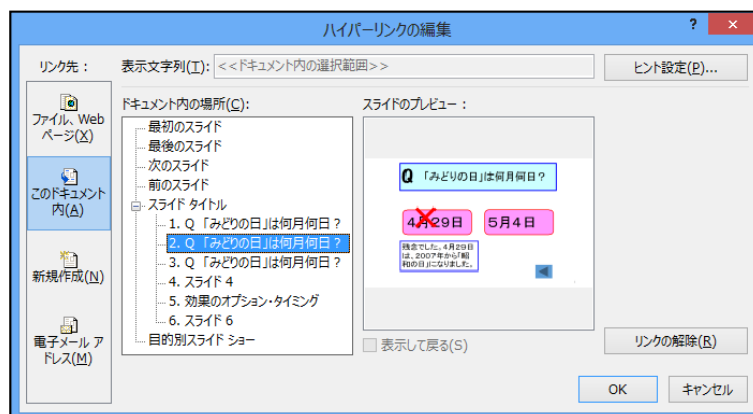 ハイパーリンクの編集
? ×
リンク先： 表示文字列(T): <<ドキュメント内の選択範囲>> ヒント設定(P)...
ファイル、Web
ページ(X)
このドキュメント
内(A)
新規作成(N)
電子メール ア
ドレス(M)
ドキュメント内の場所(C):
最初のスライド
最後のスライド
次のスライド
前のスライド
スライド タイトル
1. Q 「みどりの日」は何月何日？
2. Q 「みどりの日」は何月何日？
3. Q 「みどりの日」は何月何日？
4. スライド 4
5. 効果のオプション・タイミング
6. スライド 6
目的別スライド ショー
スライドのプレビュー：
Q 「みどりの日」は何月何日？
4月29日 5月4日
残念でした。4月29日
は、2007年から「昭
和の日」になりました。
表示して戻る(S)
リンクの解除(R)
OK キャンセル